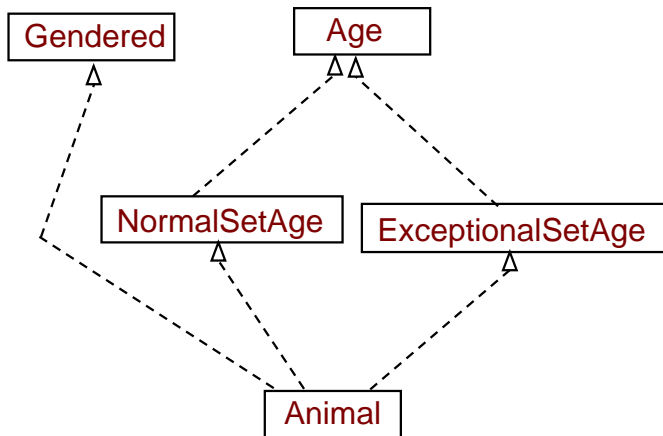 Gendered
Age
NormalSetAge
ExceptionalSetAge
Animal